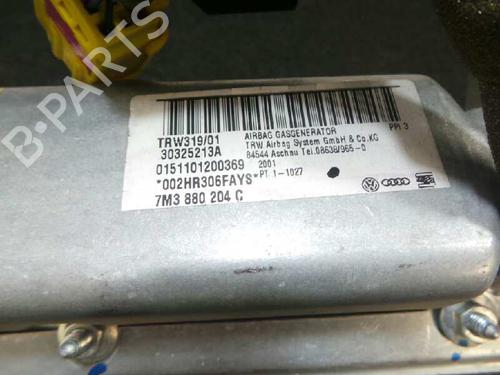 B-PARTS
TRW319/01
30325213A
0151101200369
*002HR306FAYS*
7M3 880 204 C
AIRBAG GASGENERATOR
TRW Airbag System GmbH & Co.KG
84544 Aschau Tel.08638/965-0
2001
PT 1-1027
PPI 3